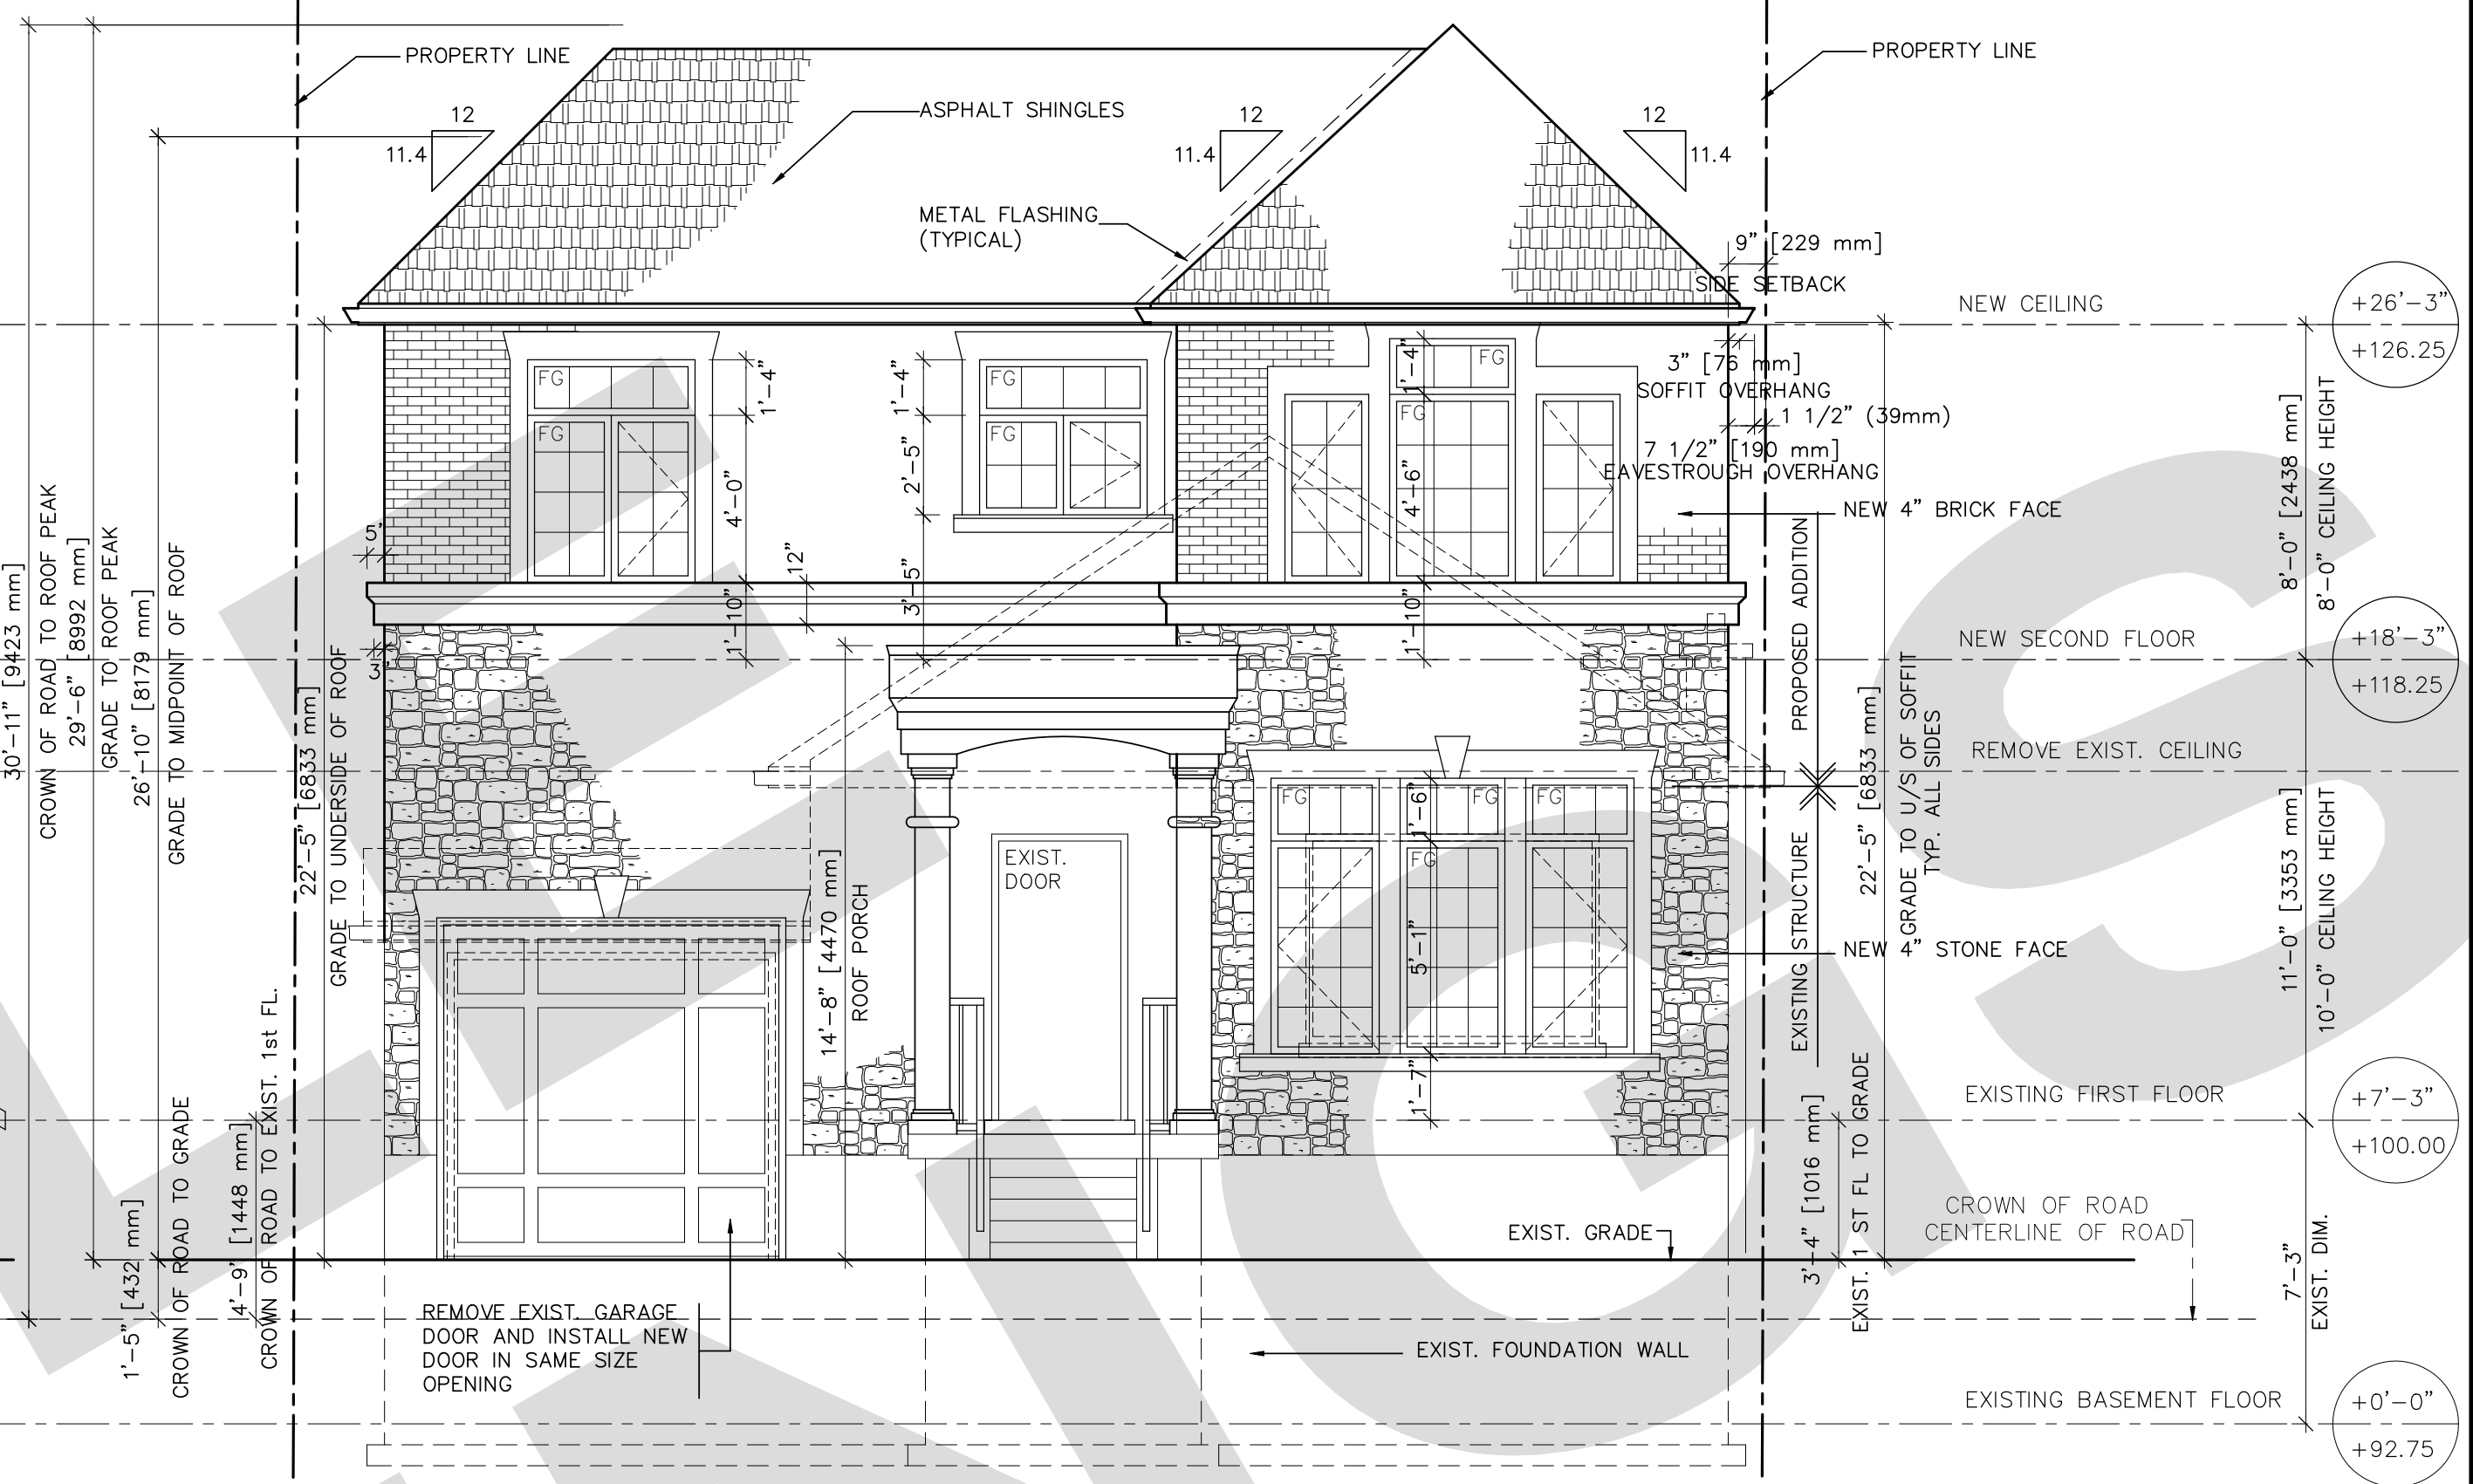 PROPERTY LINE
PROPERTY LINE
12
11.4
ASPHALT SHINGLES
12
11.4
12
11.4
METAL FLASHING
(TYPICAL)
9" [229 mm]
SIDE SETBACK
NEW CEILING
+26'-3"
+126.25
FG
FG
1'-4"
4'-0"
1'-10"
12"
5"
3"
1'-4"
2'-5"
3'-5"
FG
FG
FG
FG
1'-4"
4'-6"
1'-10"
3" [76 mm]
SOFFIT OVERHANG
1 1/2" (39mm)
7 1/2" [190 mm]
EAVESTROUGH OVERHANG
NEW 4" BRICK FACE
8'-0" [2438 mm]
8'-0" CEILING HEIGHT
30'-11" [9423 mm]
CROWN OF ROAD TO ROOF PEAK
29'-6" [8992 mm]
GRADE TO ROOF PEAK
26'-10" [8179 mm]
GRADE TO MIDPOINT OF ROOF
22'-5" [6833 mm]
GRADE TO UNDERSIDE OF ROOF
PROPOSED ADDITION
EXISTING STRUCTURE
NEW SECOND FLOOR
+18'-3"
+118.25
22'-5" [6833 mm]
GRADE TO U/S OF SOFFIT
TYP. ALL SIDES
REMOVE EXIST. CEILING
EXIST.
DOOR
14'-8" [4470 mm]
ROOF PORCH
FG
FG
FG
FG
1'-6"
5'-1"
1'-7"
NEW 4" STONE FACE
11'-0" [3353 mm]
10'-0" CEILING HEIGHT
EXISTING FIRST FLOOR
+7'-3"
+100.00
1'-5" [432 mm]
CROWN OF ROAD TO GRADE
4'-9" [1448 mm]
CROWN OF ROAD TO EXIST. 1st FL.
3'-4" [1016 mm]
EXIST. 1 ST FL TO GRADE
EXIST. GRADE
CROWN OF ROAD
CENTERLINE OF ROAD
7'-3"
EXIST. DIM.
REMOVE EXIST. GARAGE
DOOR AND INSTALL NEW
DOOR IN SAME SIZE
OPENING
EXIST. FOUNDATION WALL
EXISTING BASEMENT FLOOR
+0'-0"
+92.75